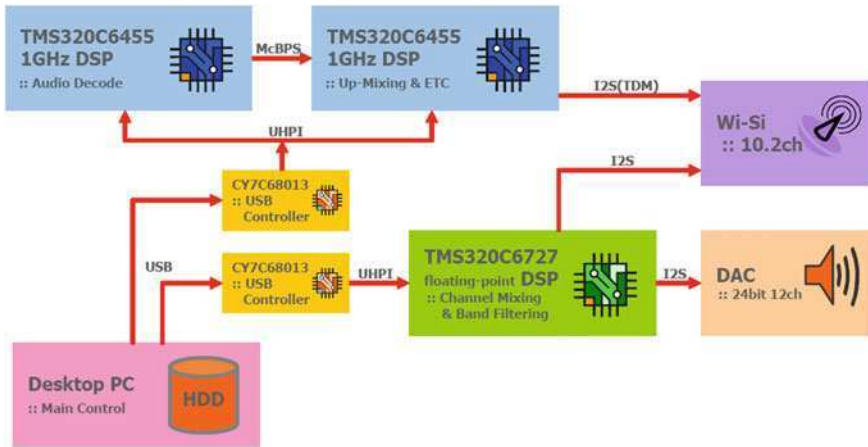 TMS320C6455
1GHz DSP
:: Audio Decode
McBPS
TMS320C6455
1GHz DSP
:: Up-Mixing & ETC
I2S(TDM)
Wi-Si
:: 10.2ch
UHPI
I2S
CY7C68013
:: USB
Controller
USB
CY7C68013
:: USB
Controller
UHPI
TMS320C6727
floating-point DSP
:: Channel Mixing
& Band Filtering
I2S
DAC
:: 24bit 12ch
Desktop PC
:: Main Control
HDD